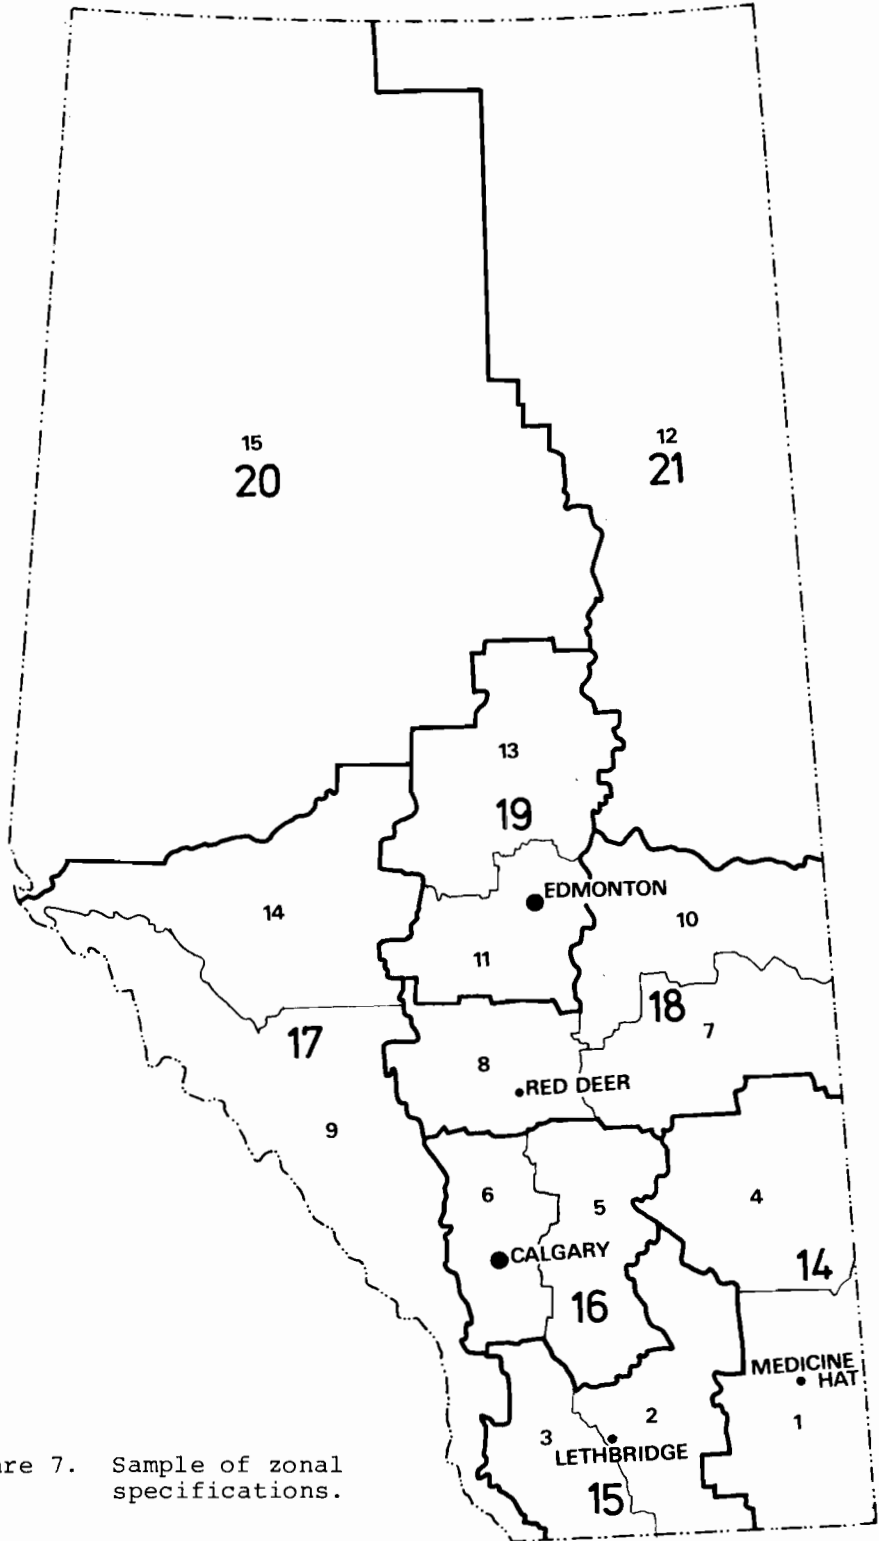 15
20
12
21
13
19
EDMONTON
14
10
11
18
17
7
8
RED DEER
9
6
5
4
CALGARY
14
16
MEDICINE
HAT
2
1
3
LETHBRIDGE
15
re 7. Sample of zonal
specifications.